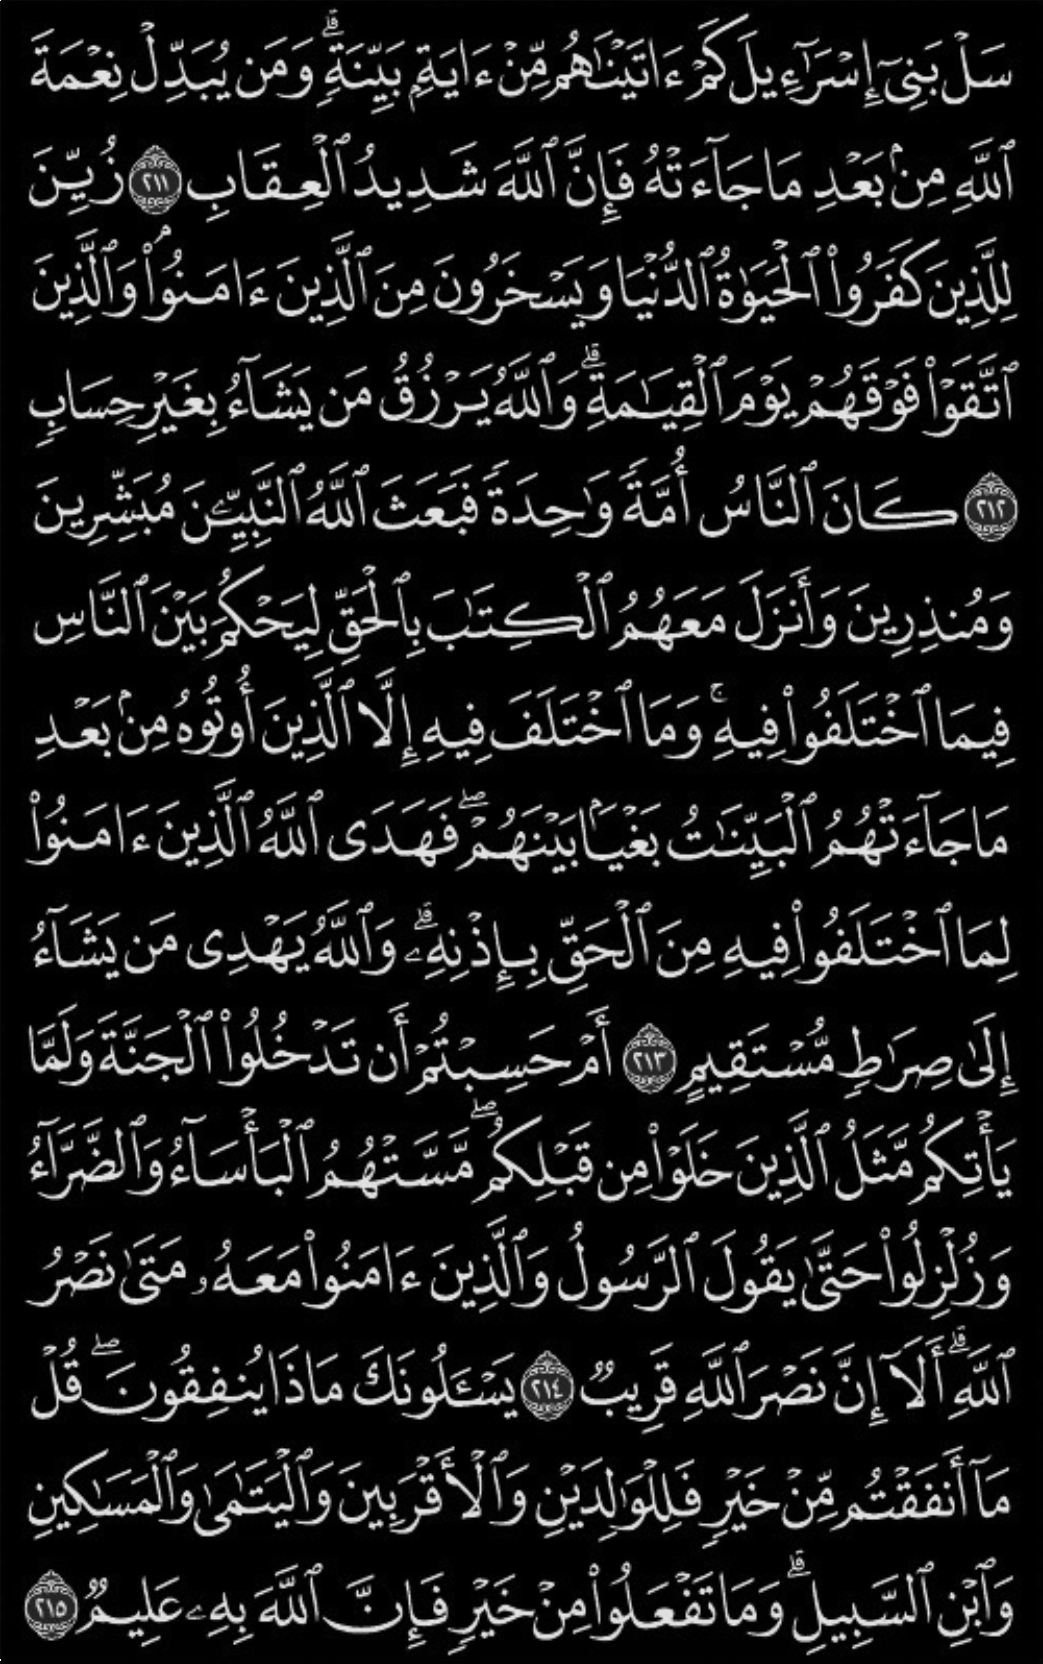 سَلْ بَنِىٓ إِسْرَٰٓءِيلَ كَمْ ءَاتَيْنَٰهُم مِّنْ ءَايَةٍۭ بَيِّنَةٍۗ وَمَن يُبَدِّلْ نِعْمَةَ
ٱللَّهِ مِنۢ بَعْدِ مَا جَآءَتْهُ فَإِنَّ ٱللَّهَ شَدِيدُ ٱلْعِقَابِ ٢١١ زُيِّنَ
لِلَّذِينَ كَفَرُوا۟ ٱلْحَيَوٰةُ ٱلدُّنْيَا وَيَسْخَرُونَ مِنَ ٱلَّذِينَ ءَامَنُوا۟ۘ وَٱلَّذِينَ
ٱتَّقَوْا۟ فَوْقَهُمْ يَوْمَ ٱلْقِيَٰمَةِۗ وَٱللَّهُ يَرْزُقُ مَن يَشَآءُ بِغَيْرِ حِسَابٍ
٢١٢ كَانَ ٱلنَّاسُ أُمَّةً وَٰحِدَةً فَبَعَثَ ٱللَّهُ ٱلنَّبِيِّـۧنَ مُبَشِّرِينَ
وَمُنذِرِينَ وَأَنزَلَ مَعَهُمُ ٱلْكِتَٰبَ بِٱلْحَقِّ لِيَحْكُمَ بَيْنَ ٱلنَّاسِ
فِيمَا ٱخْتَلَفُوا۟ فِيهِۚ وَمَا ٱخْتَلَفَ فِيهِ إِلَّا ٱلَّذِينَ أُوتُوهُ مِنۢ بَعْدِ
مَا جَآءَتْهُمُ ٱلْبَيِّنَٰتُ بَغْيَۢا بَيْنَهُمْۖ فَهَدَى ٱللَّهُ ٱلَّذِينَ ءَامَنُوا۟
لِمَا ٱخْتَلَفُوا۟ فِيهِ مِنَ ٱلْحَقِّ بِإِذْنِهِۦۗ وَٱللَّهُ يَهْدِى مَن يَشَآءُ
إِلَىٰ صِرَٰطٍ مُّسْتَقِيمٍ ٢١٣ أَمْ حَسِبْتُمْ أَن تَدْخُلُوا۟ ٱلْجَنَّةَ وَلَمَّا
يَأْتِكُم مَّثَلُ ٱلَّذِينَ خَلَوْا۟ مِن قَبْلِكُمۖ مَّسَّتْهُمُ ٱلْبَأْسَآءُ وَٱلضَّرَّآءُ
وَزُلْزِلُوا۟ حَتَّىٰ يَقُولَ ٱلرَّسُولُ وَٱلَّذِينَ ءَامَنُوا۟ مَعَهُۥ مَتَىٰ نَصْرُ
ٱللَّهِۗ أَلَآ إِنَّ نَصْرَ ٱللَّهِ قَرِيبٌ ٢١٤ يَسْـَٔلُونَكَ مَاذَا يُنفِقُونَۖ قُلْ
مَآ أَنفَقْتُم مِّنْ خَيْرٍ فَلِلْوَٰلِدَيْنِ وَٱلْأَقْرَبِينَ وَٱلْيَتَٰمَىٰ وَٱلْمَسَٰكِينِ
وَٱبْنِ ٱلسَّبِيلِۗ وَمَا تَفْعَلُوا۟ مِنْ خَيْرٍ فَإِنَّ ٱللَّهَ بِهِۦ عَلِيمٌ ٢١٥